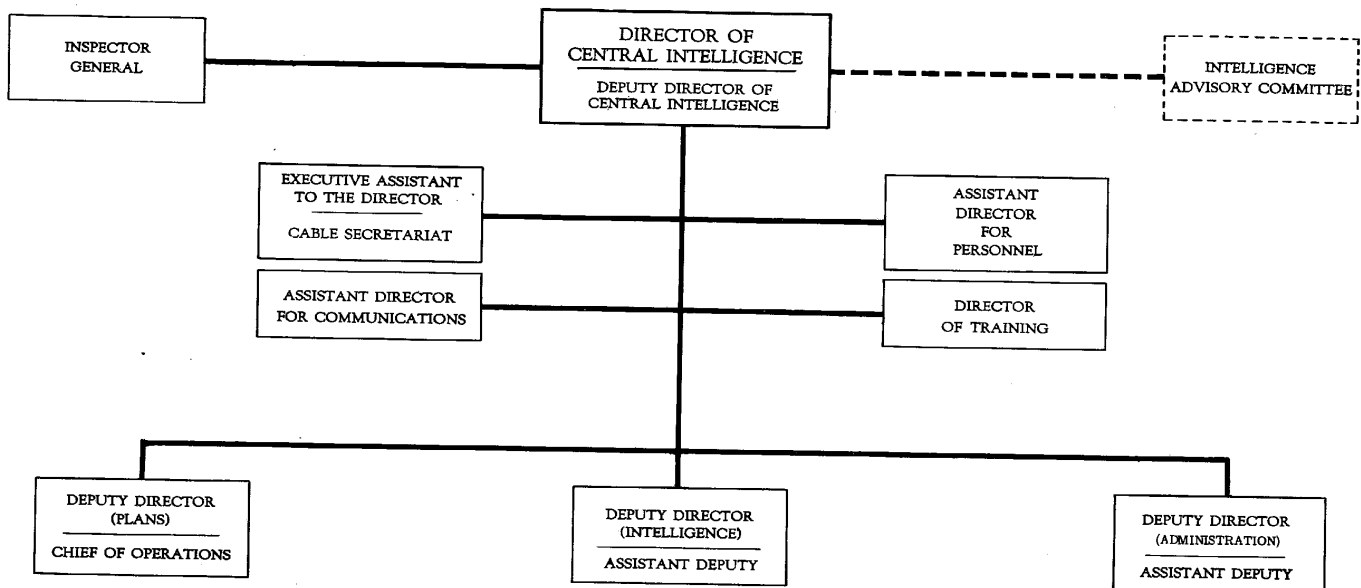 INSPECTOR
GENERAL
DIRECTOR OF
CENTRAL INTELLIGENCE
DEPUTY DIRECTOR OF
CENTRAL INTELLIGENCE
INTELLIGENCE
ADVISORY COMMITTEE
EXECUTIVE ASSISTANT
TO THE DIRECTOR
CABLE SECRETARIAT
ASSISTANT
DIRECTOR
FOR
PERSONNEL
ASSISTANT DIRECTOR
FOR COMMUNICATIONS
DIRECTOR
OF TRAINING
DEPUTY DIRECTOR
(PLANS)
CHIEF OF OPERATIONS
DEPUTY DIRECTOR
(INTELLIGENCE)
ASSISTANT DEPUTY
DEPUTY DIRECTOR
(ADMINISTRATION)
ASSISTANT DEPUTY